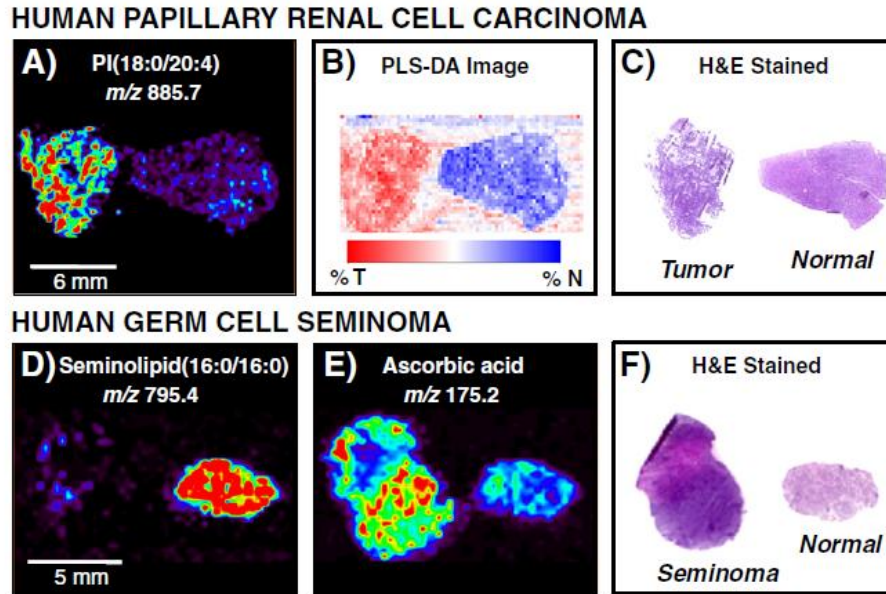 HUMAN PAPILLARY RENAL CELL CARCINOMA
A) PI(18:0/20:4)
m/z 885.7
6 mm
B) PLS-DA Image
% T % N
C) H&E Stained
Tumor Normal
HUMAN GERM CELL SEMINOMA
D) Seminolipid(16:0/16:0)
m/z 795.4
5 mm
E) Ascorbic acid
m/z 175.2
F) H&E Stained
Normal
Seminoma